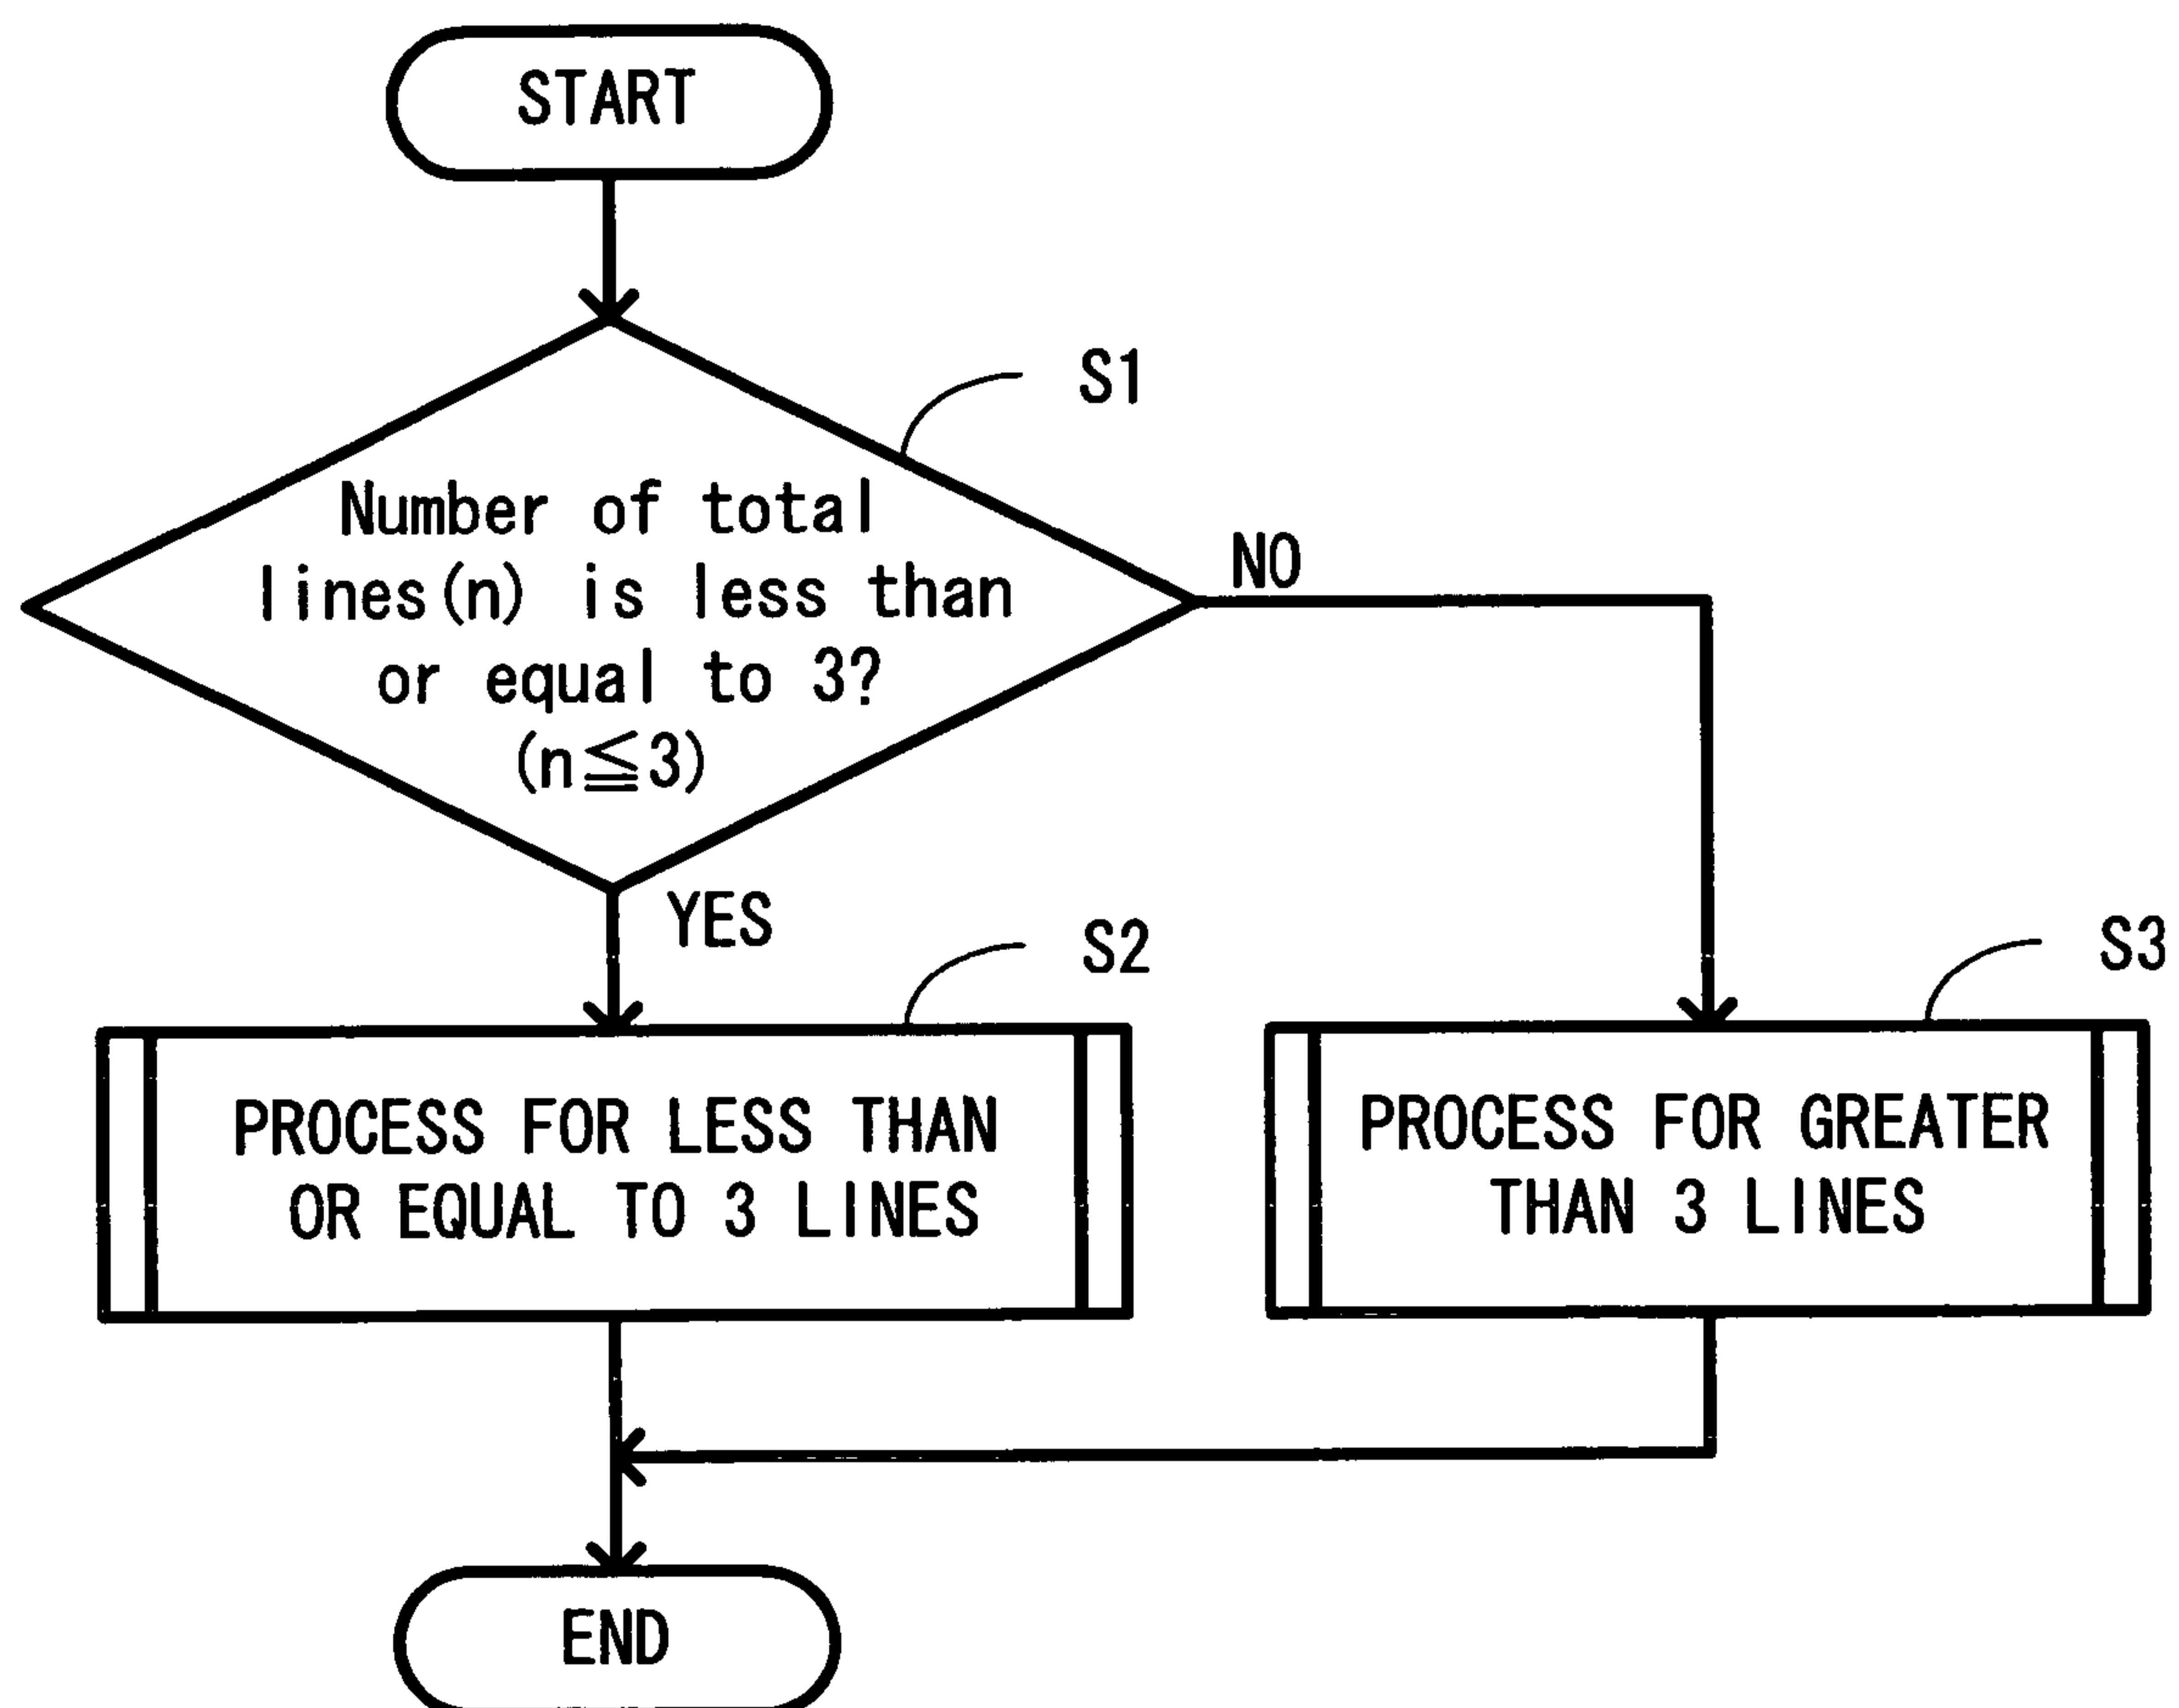 START
S1
Number of total
lines(n) is less than
or equal to 3?
(n≦3)
NO
YES
S2
S3
PROCESS FOR LESS THAN
OR EQUAL TO 3 LINES
PROCESS FOR GREATER
THAN 3 LINES
END